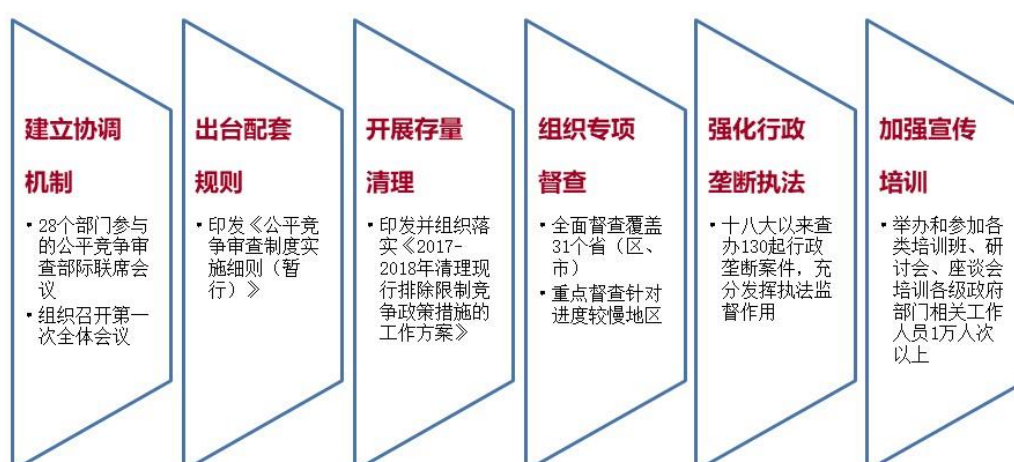 建立协调
机制
• 28个部门参与
的公平竞争审
查部际联席会
议
• 组织召开第一
次全体会议
出台配套
规则
• 印发《公平竞
争审查制度实
施细则（暂
行）》
开展存量
清理
• 印发并组织落
实《2017-
2018年清理现
行排除限制竞
争政策措施的
工作方案》
组织专项
督查
• 全面督查覆盖
31个省（区、
市）
• 重点督查针对
进度较慢地区
强化行政
垄断执法
• 十八大以来查
办130起行政
垄断案件，充
分发挥执法监
督作用
加强宣传
培训
• 举办和参加各
类培训班、研
讨会、座谈会
培训各级政府
部门相关工作
人员1万人次
以上